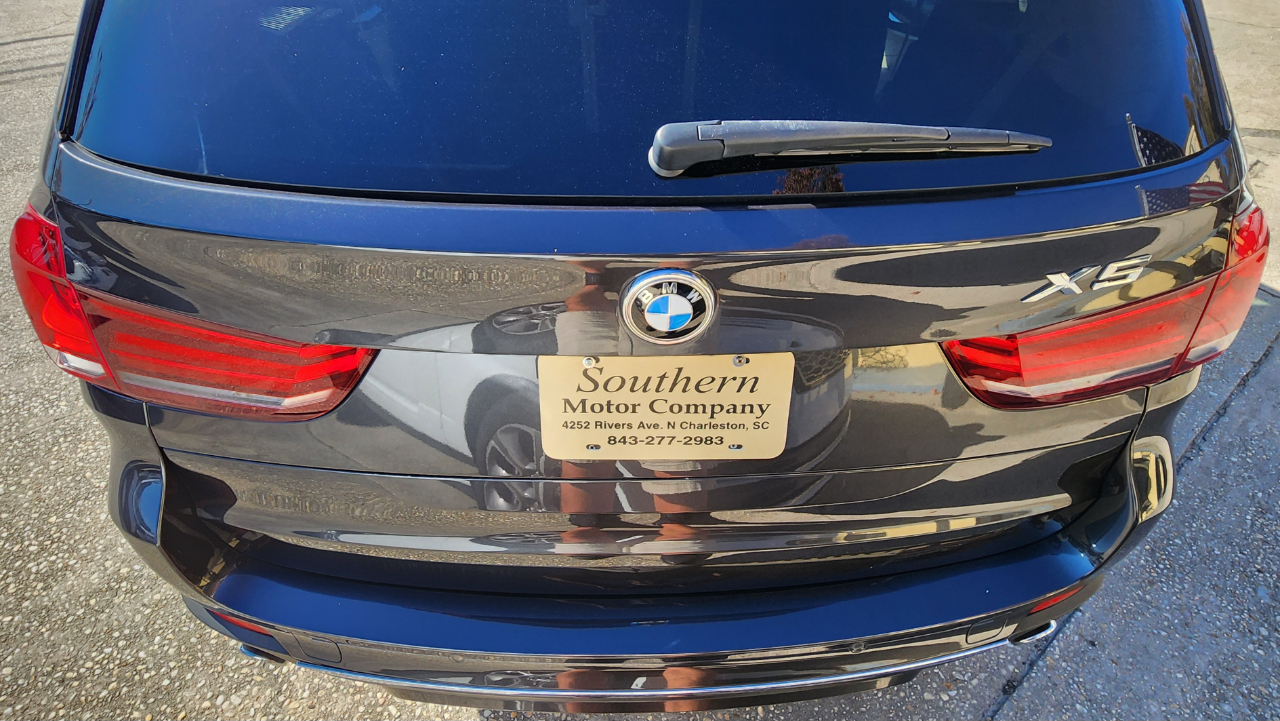 BMW
X5
Southern
Motor Company
4252 Rivers Ave. N Charleston, SC
843-277-2983